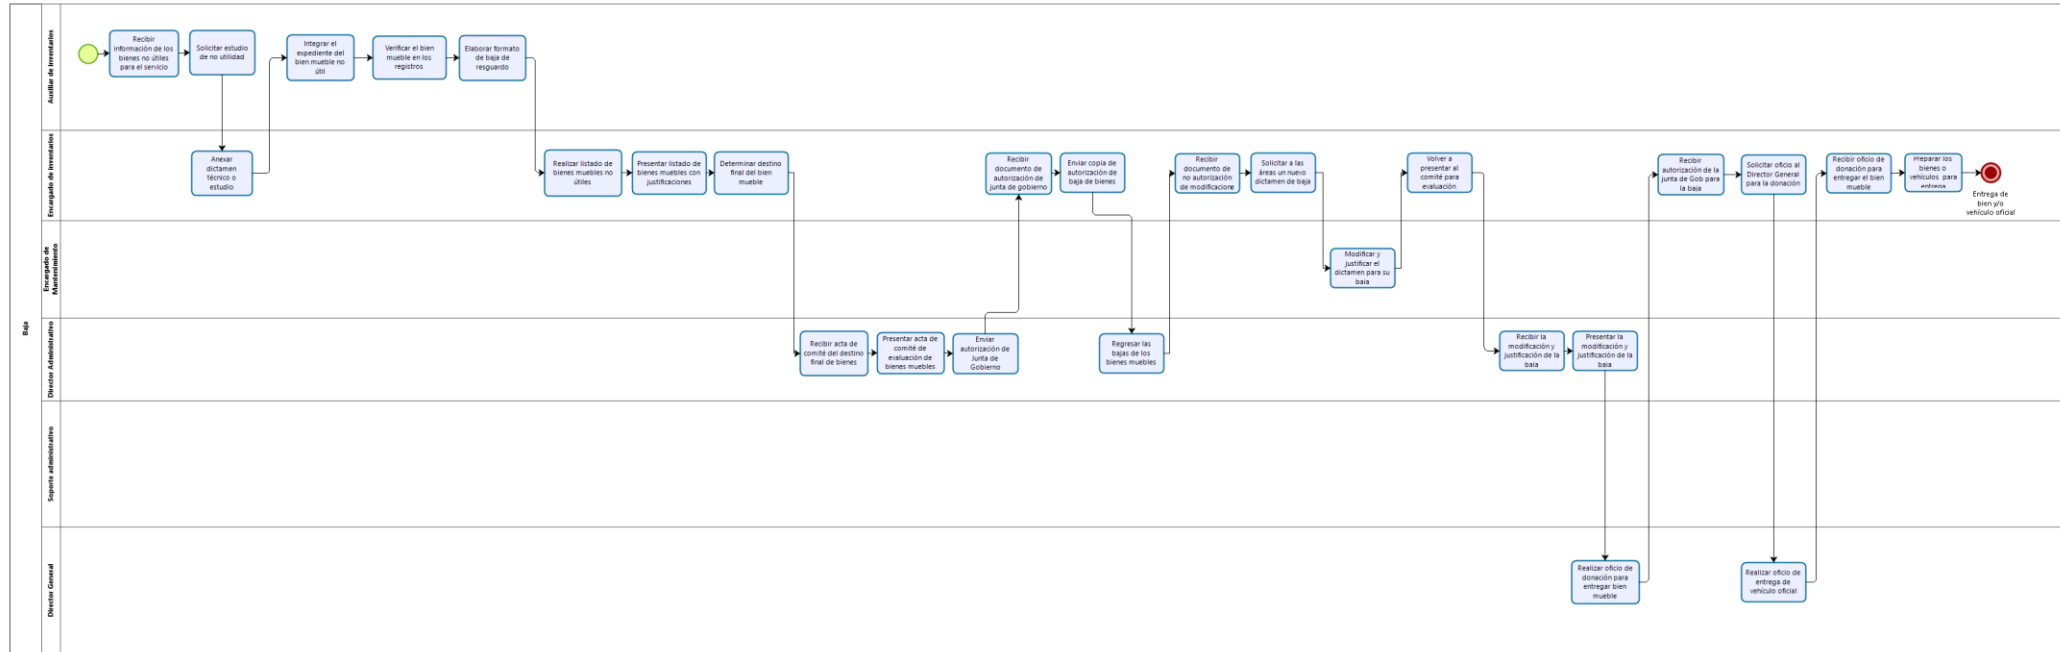 Baja
Auxiliar de Inventarios
Recibir
información de los
bienes no útiles
para el servicio
Solicitar estudio
de no utilidad
Integrar el
expediente del
bien mueble no
útil
Verificar el bien
mueble en los
registros
Elaborar formato
de baja de
resguardo
Encargado de Inventarios
Anexar
dictamen
técnico o
estudio
Realizar listado de
bienes muebles no
útiles
Presentar listado de
bienes muebles con
justificaciones
Determinar destino
final del bien
mueble
Recibir
documento de
autorización de
junta de gobierno
Enviar copia de
autorización de
baja de bienes
Recibir
documento de
no autorización
de modificacione
Solicitar a las
áreas un nuevo
dictamen de baja
Volver a
presentar al
comité para
evaluación
Recibir
autorización de la
junta de Gob para
la baja
Solicitar oficio al
Director General
para la donación
Recibir oficio de
donación para
entregar el bien
mueble
Preparar los
bienes o
vehículos para
entrega
Entrega de
bien y/o
vehículo oficial
Encargado de
Mantenimiento
Modificar y
justificar el
dictamen para su
baja
Director Administrativo
Recibir acta de
comité del destino
final de bienes
Presentar acta de
comité de
evaluación de
bienes muebles
Enviar
autorización de
Junta de
Gobierno
Regresar las
bajas de los
bienes muebles
Recibir la
modificación y
justificación de la
baja
Presentar la
modificación y
justificación de la
baja
Soporte administrativo
Director General
Realizar oficio de
donación para
entregar bien
mueble
Realizar oficio de
entrega de
vehículo oficial